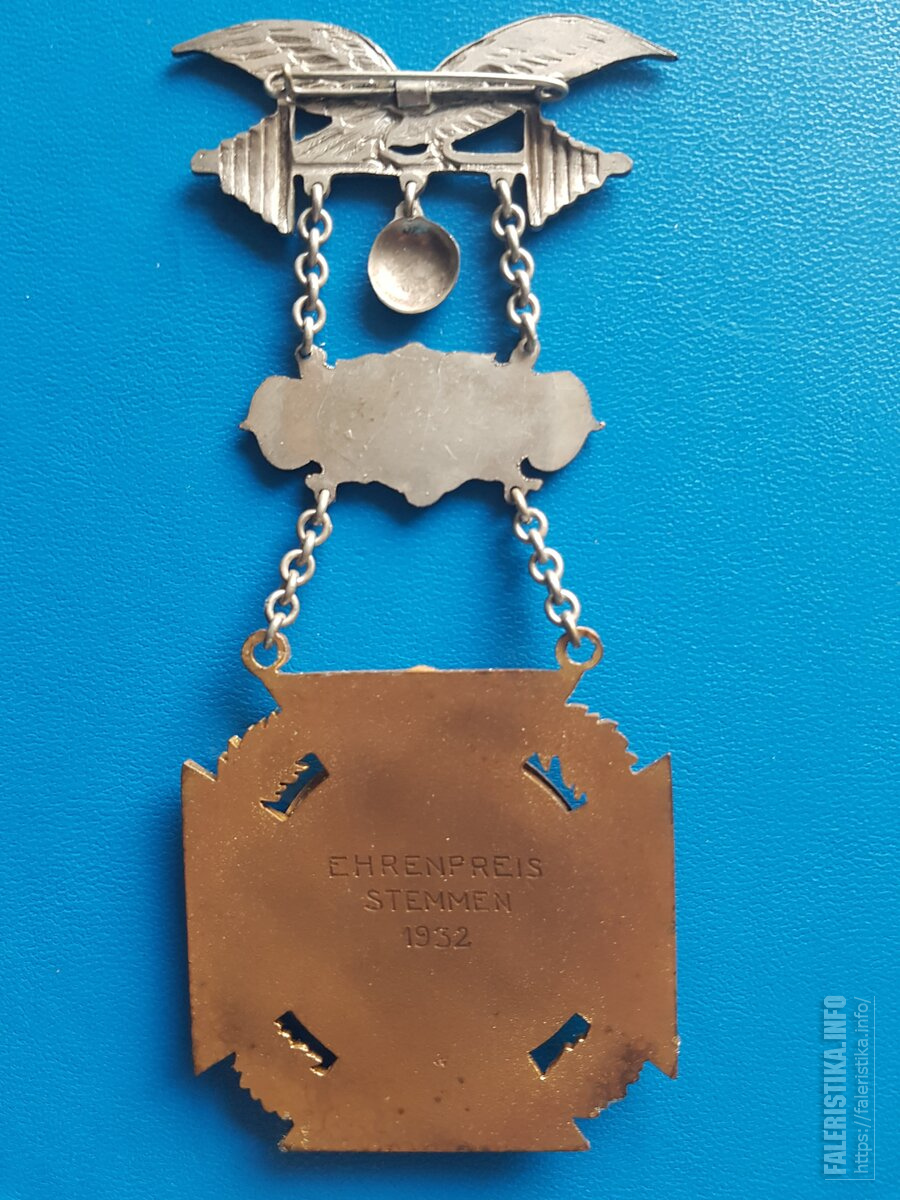 EHRENPREIS
STEMMEN
1932
FALERISTIKA.INFO
https://faleristika.info/